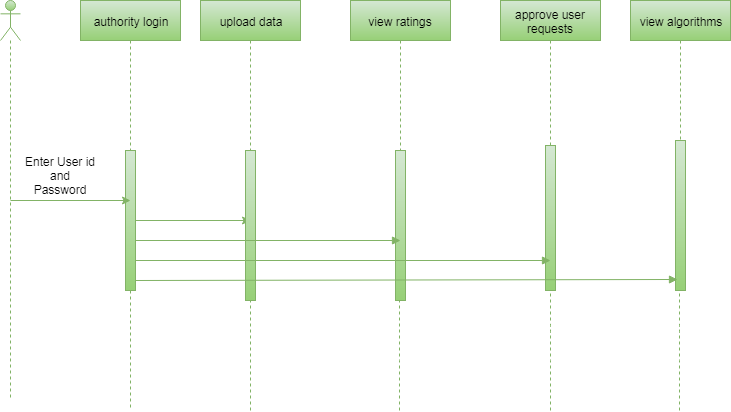 authority login
upload data
view ratings
approve user
requests
view algorithms
Enter User id
and
Password